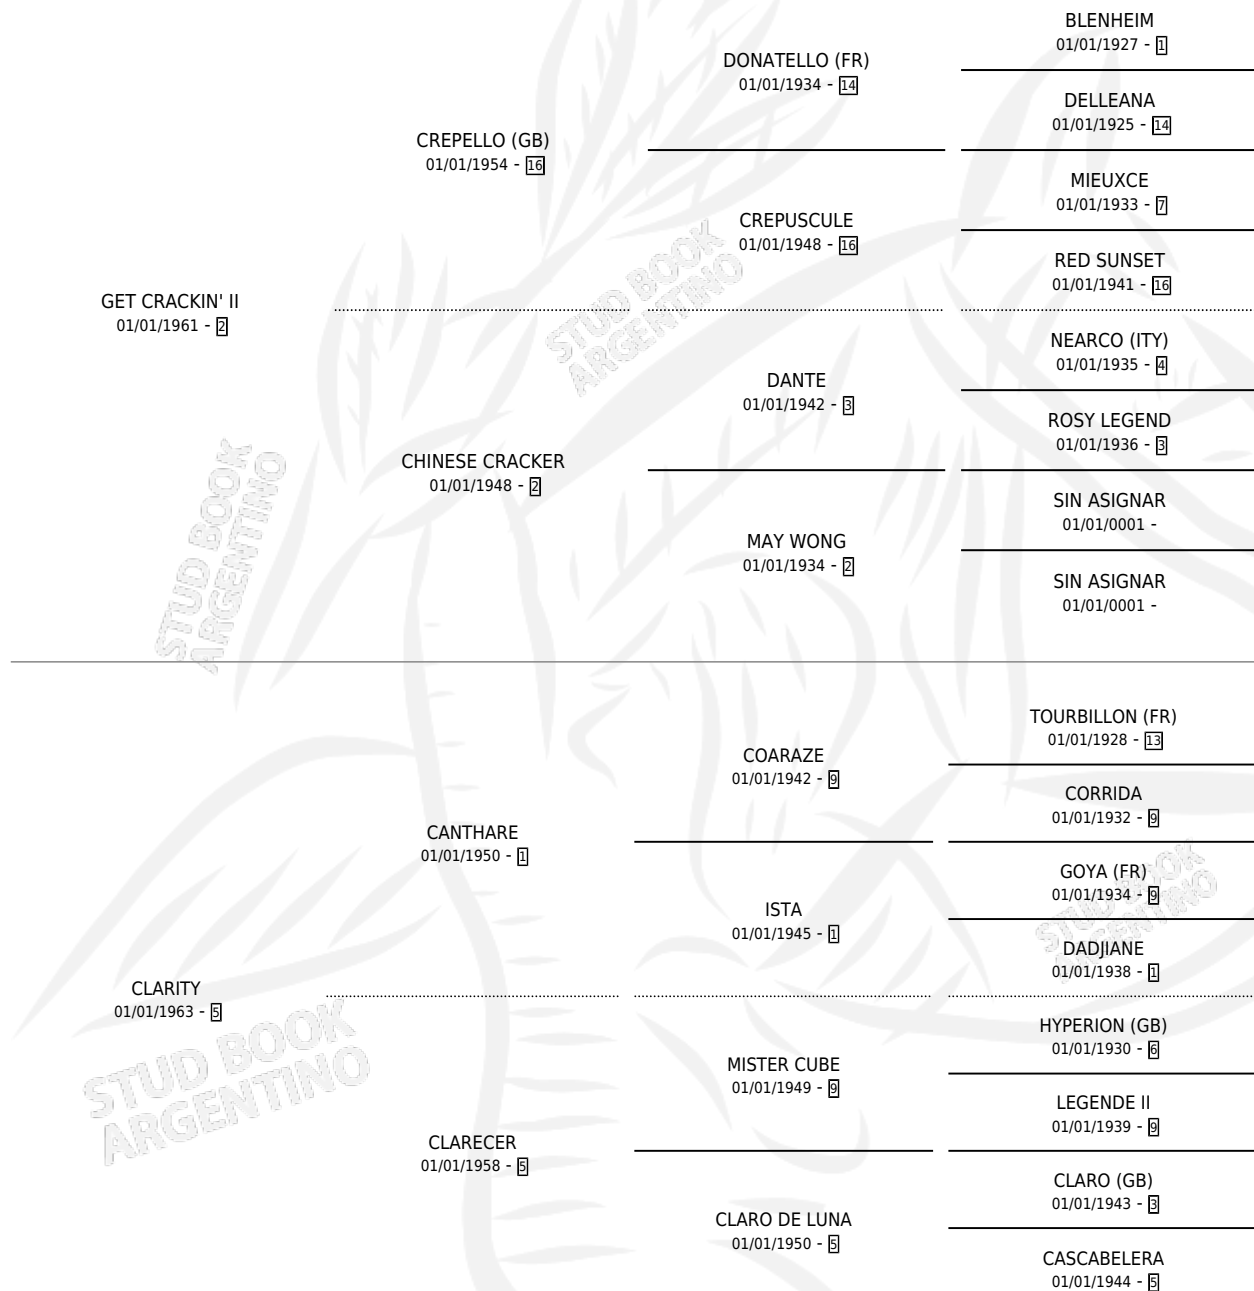 BLENHEIM
01/01/1927 - 1
DONATELLO (FR)
01/01/1934 - 14
DELLEANA
01/01/1925 - 14
CREPELLO (GB)
01/01/1954 - 16
MIEUXCE
01/01/1933 - 7
CREPUSCULE
01/01/1948 - 16
RED SUNSET
01/01/1941 - 16
GET CRACKIN' II
01/01/1961 - 2
STUD BOOK
ARGENTINO
NEARCO (ITY)
01/01/1935 - 4
DANTE
01/01/1942 - 3
ROSY LEGEND
01/01/1936 - 3
CHINESE CRACKER
01/01/1948 - 2
SIN ASIGNAR
01/01/0001 -
MAY WONG
01/01/1934 - 2
SIN ASIGNAR
01/01/0001 -
STUD BOOK
ARGENTINO
TOURBILLON (FR)
01/01/1928 - 13
COARAZE
01/01/1942 - 9
CORRIDA
01/01/1932 - 9
CANTHARE
01/01/1950 - 1
GOYA (FR)
01/01/1934 - 9
ISTA
01/01/1945 - 1
STUD BOOK
ARGENTINO
DADJIANE
01/01/1938 - 1
CLARITY
01/01/1963 - 5
HYPERION (GB)
01/01/1930 - 6
MISTER CUBE
01/01/1949 - 9
STUD BOOK
ARGENTINO
LEGENDE II
01/01/1939 - 9
CLARECER
01/01/1958 - 5
CLARO (GB)
01/01/1943 - 3
CLARO DE LUNA
01/01/1950 - 5
CASCABELERA
01/01/1944 - 5